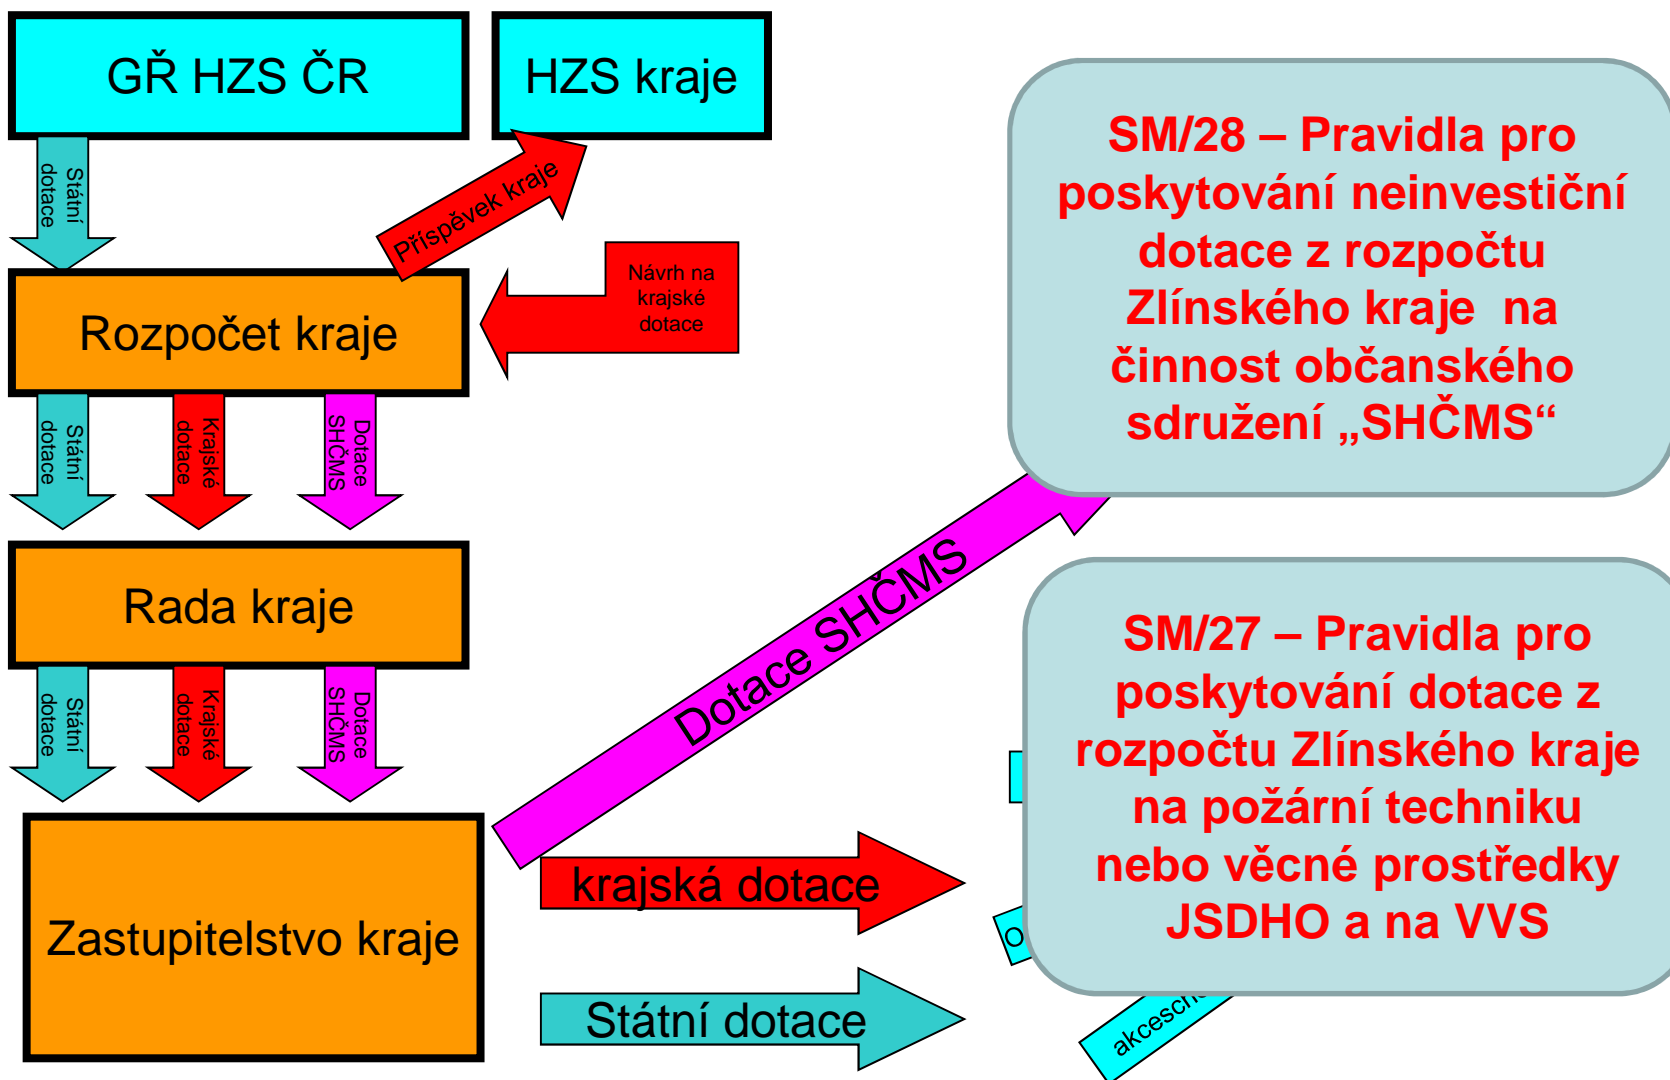 GŘ HZS ČR
HZS kraje
Státní
dotace
Příspěvek kraje
Návrh na
krajské
dotace
Rozpočet kraje
Státní
dotace
Krajské
dotace
Dotace
SHČMS
Rada kraje
Státní
dotace
Krajské
dotace
Dotace
SHČMS
Zastupitelstvo kraje
Dotace SHČMS
krajská dotace
Státní dotace
SM/28 – Pravidla pro
poskytování neinvestiční
dotace z rozpočtu
Zlínského kraje na
činnost občanského
sdružení „SHČMS“
SM/27 – Pravidla pro
poskytování dotace z
rozpočtu Zlínského kraje
na požární techniku
nebo věcné prostředky
JSDHO a na VVS